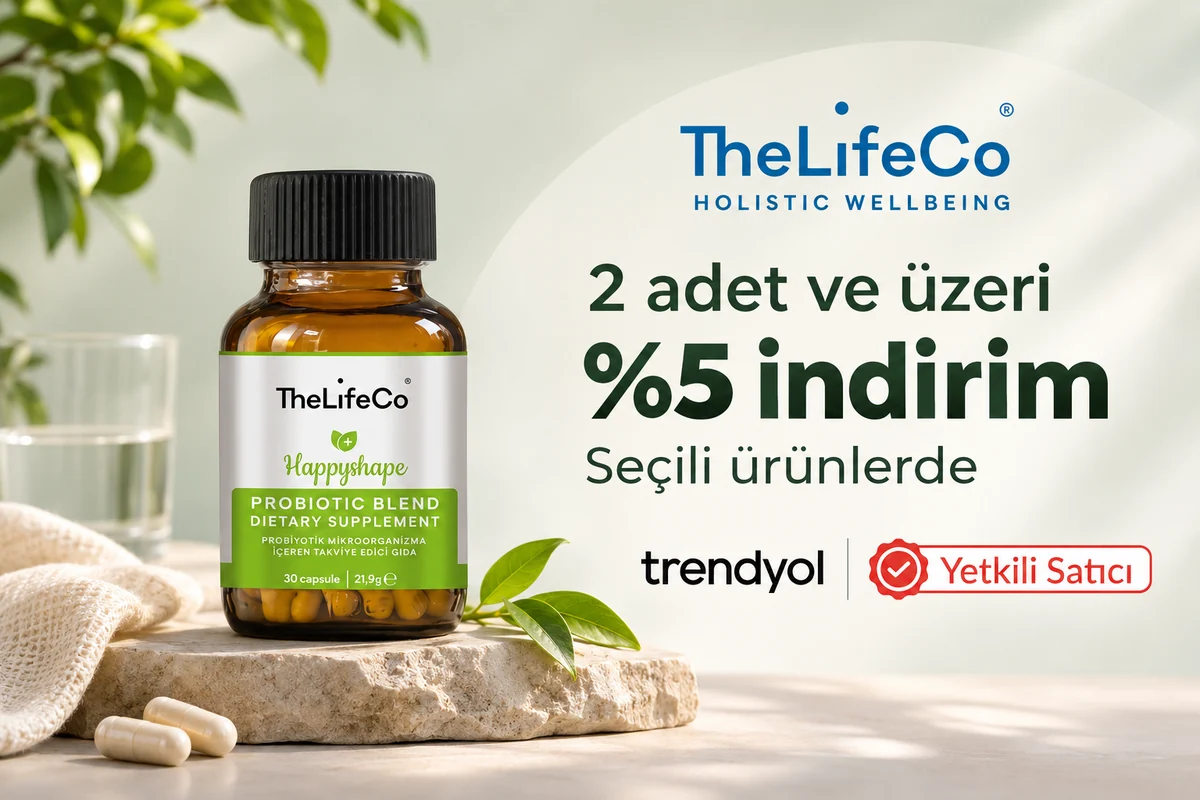 TheLifeCo®
HOLISTIC WELLBEING
2 adet ve üzeri
%5 indirim
Seçili ürünlerde
trendyol
Yetkili Satıcı
TheLifeCo®
Happyshape
PROBIOTIC BLEND
DIETARY SUPPLEMENT
PROBİYOTİK MİKROORGANİZMA
İÇEREN TAKVİYE EDİCİ GIDA
30 capsule | 21,9g ℮